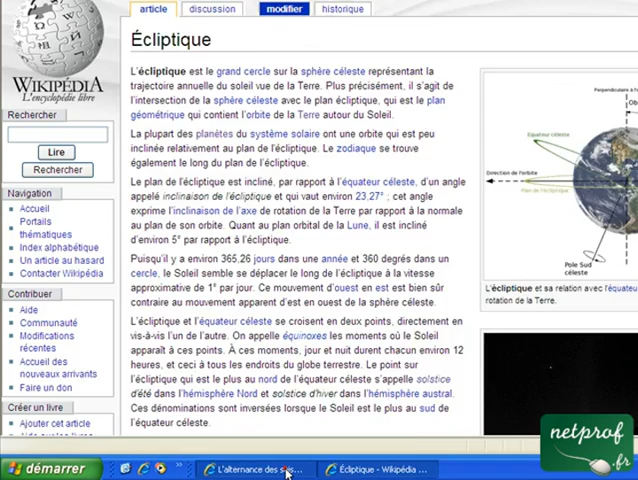 article
discussion
modifier
historique
WIKIPÉDIA
L'encyclopédie libre
Rechercher
Lire
Rechercher
Navigation
Accueil
Portails
thématiques
Index alphabétique
Un article au hasard
Contacter Wikipédia
Contribuer
Aide
Communauté
Modifications
récentes
Accueil des
nouveaux arrivants
Faire un don
Créer un livre
Ajouter cet article
Écliptique
L'écliptique est le grand cercle sur la sphère céleste représentant la
trajectoire annuelle du soleil vue de la Terre. Plus précisément, il s'agit de
l'intersection de la sphère céleste avec le plan écliptique, qui est le plan
géométrique qui contient l'orbite de la Terre autour du Soleil.
La plupart des planètes du système solaire ont une orbite qui est peu
inclinée relativement au plan de l'écliptique. Le zodiaque se trouve
également le long du plan de l'écliptique.
Le plan de l'écliptique est incliné, par rapport à l'équateur céleste, d'un angle
appelé inclinaison de l'écliptique et qui vaut environ 23,27° ; cet angle
exprime l'inclinaison de l'axe de rotation de la Terre par rapport à la normale
au plan de son orbite. Quant au plan orbital de la Lune, il est incliné
d'environ 5° par rapport à l'écliptique.
Puisqu'il y a environ 365,26 jours dans une année et 360 degrés dans un
cercle, le Soleil semble se déplacer le long de l'écliptique à la vitesse
approximative de 1° par jour. Ce mouvement d'ouest en est est bien sûr
contraire au mouvement apparent d'est en ouest de la sphère céleste.
L'écliptique et l'équateur céleste se croisent en deux points, directement en
vis-à-vis l'un de l'autre. On appelle équinoxes les moments où le Soleil
apparaît à ces points. À ces moments, jour et nuit durent chacun environ 12
heures, et ceci à tous les endroits du globe terrestre. Le point sur
l'écliptique qui est le plus au nord de l'équateur céleste s'appelle solstice
d'été dans l'hémisphère Nord et solstice d'hiver dans l'hémisphère austral.
Ces dénominations sont inversées lorsque le Soleil est le plus au sud de
l'équateur céleste.
Perpendiculaire à l'
Équateur céleste
Direction de l'orbite
Plan de l'écliptique
Pole Sud
céleste
L'écliptique et sa relation avec l'équateu
rotation de la Terre.
netprof
.fr
démarrer
L'alternance des
Écliptique - Wikipédia ...